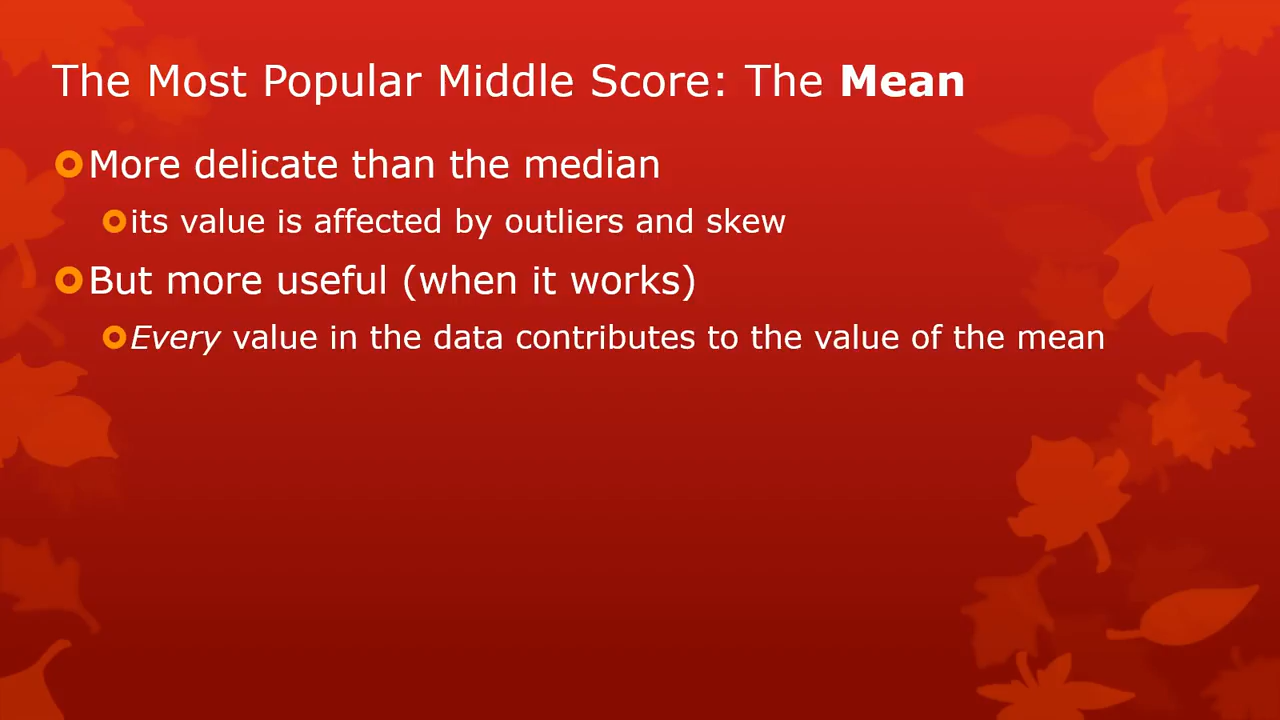 The Most Popular Middle Score: The Mean
More delicate than the median
its value is affected by outliers and skew
But more useful (when it works)
Every value in the data contributes to the value of the mean